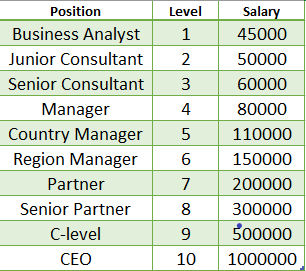 Position Level Salary
Business Analyst 1 45000
Junior Consultant 2 50000
Senior Consultant 3 60000
Manager 4 80000
Country Manager 5 110000
Region Manager 6 150000
Partner 7 200000
Senior Partner 8 300000
C-level 9 500000
CEO 10 1000000